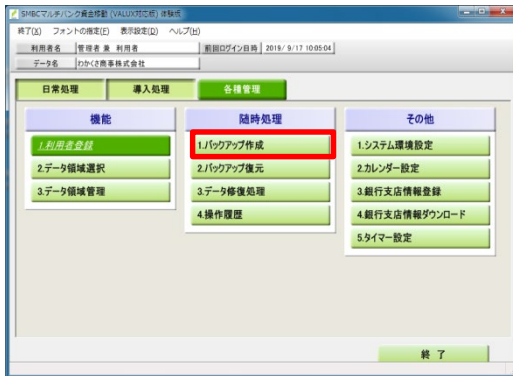 SMBCマルチバンク資金移動 (VALUX対応版) 体験版
終了(X) フォントの指定(F) 表示設定(D) ヘルプ(H)
利用者名 管理者 兼 利用者 前回ログイン日時 2019/ 9/17 10:05:04
データ名 わかくさ商事株式会社
日常処理 導入処理 各種管理
機能 随時処理 その他
1.利用者登録 1.バックアップ作成 1.システム環境設定
2.データ領域選択 2.バックアップ復元 2.カレンダー設定
3.データ領域管理 3.データ修復処理 3.銀行支店情報登録
4.操作履歴 4.銀行支店情報ダウンロード
5.タイマー設定
終 了